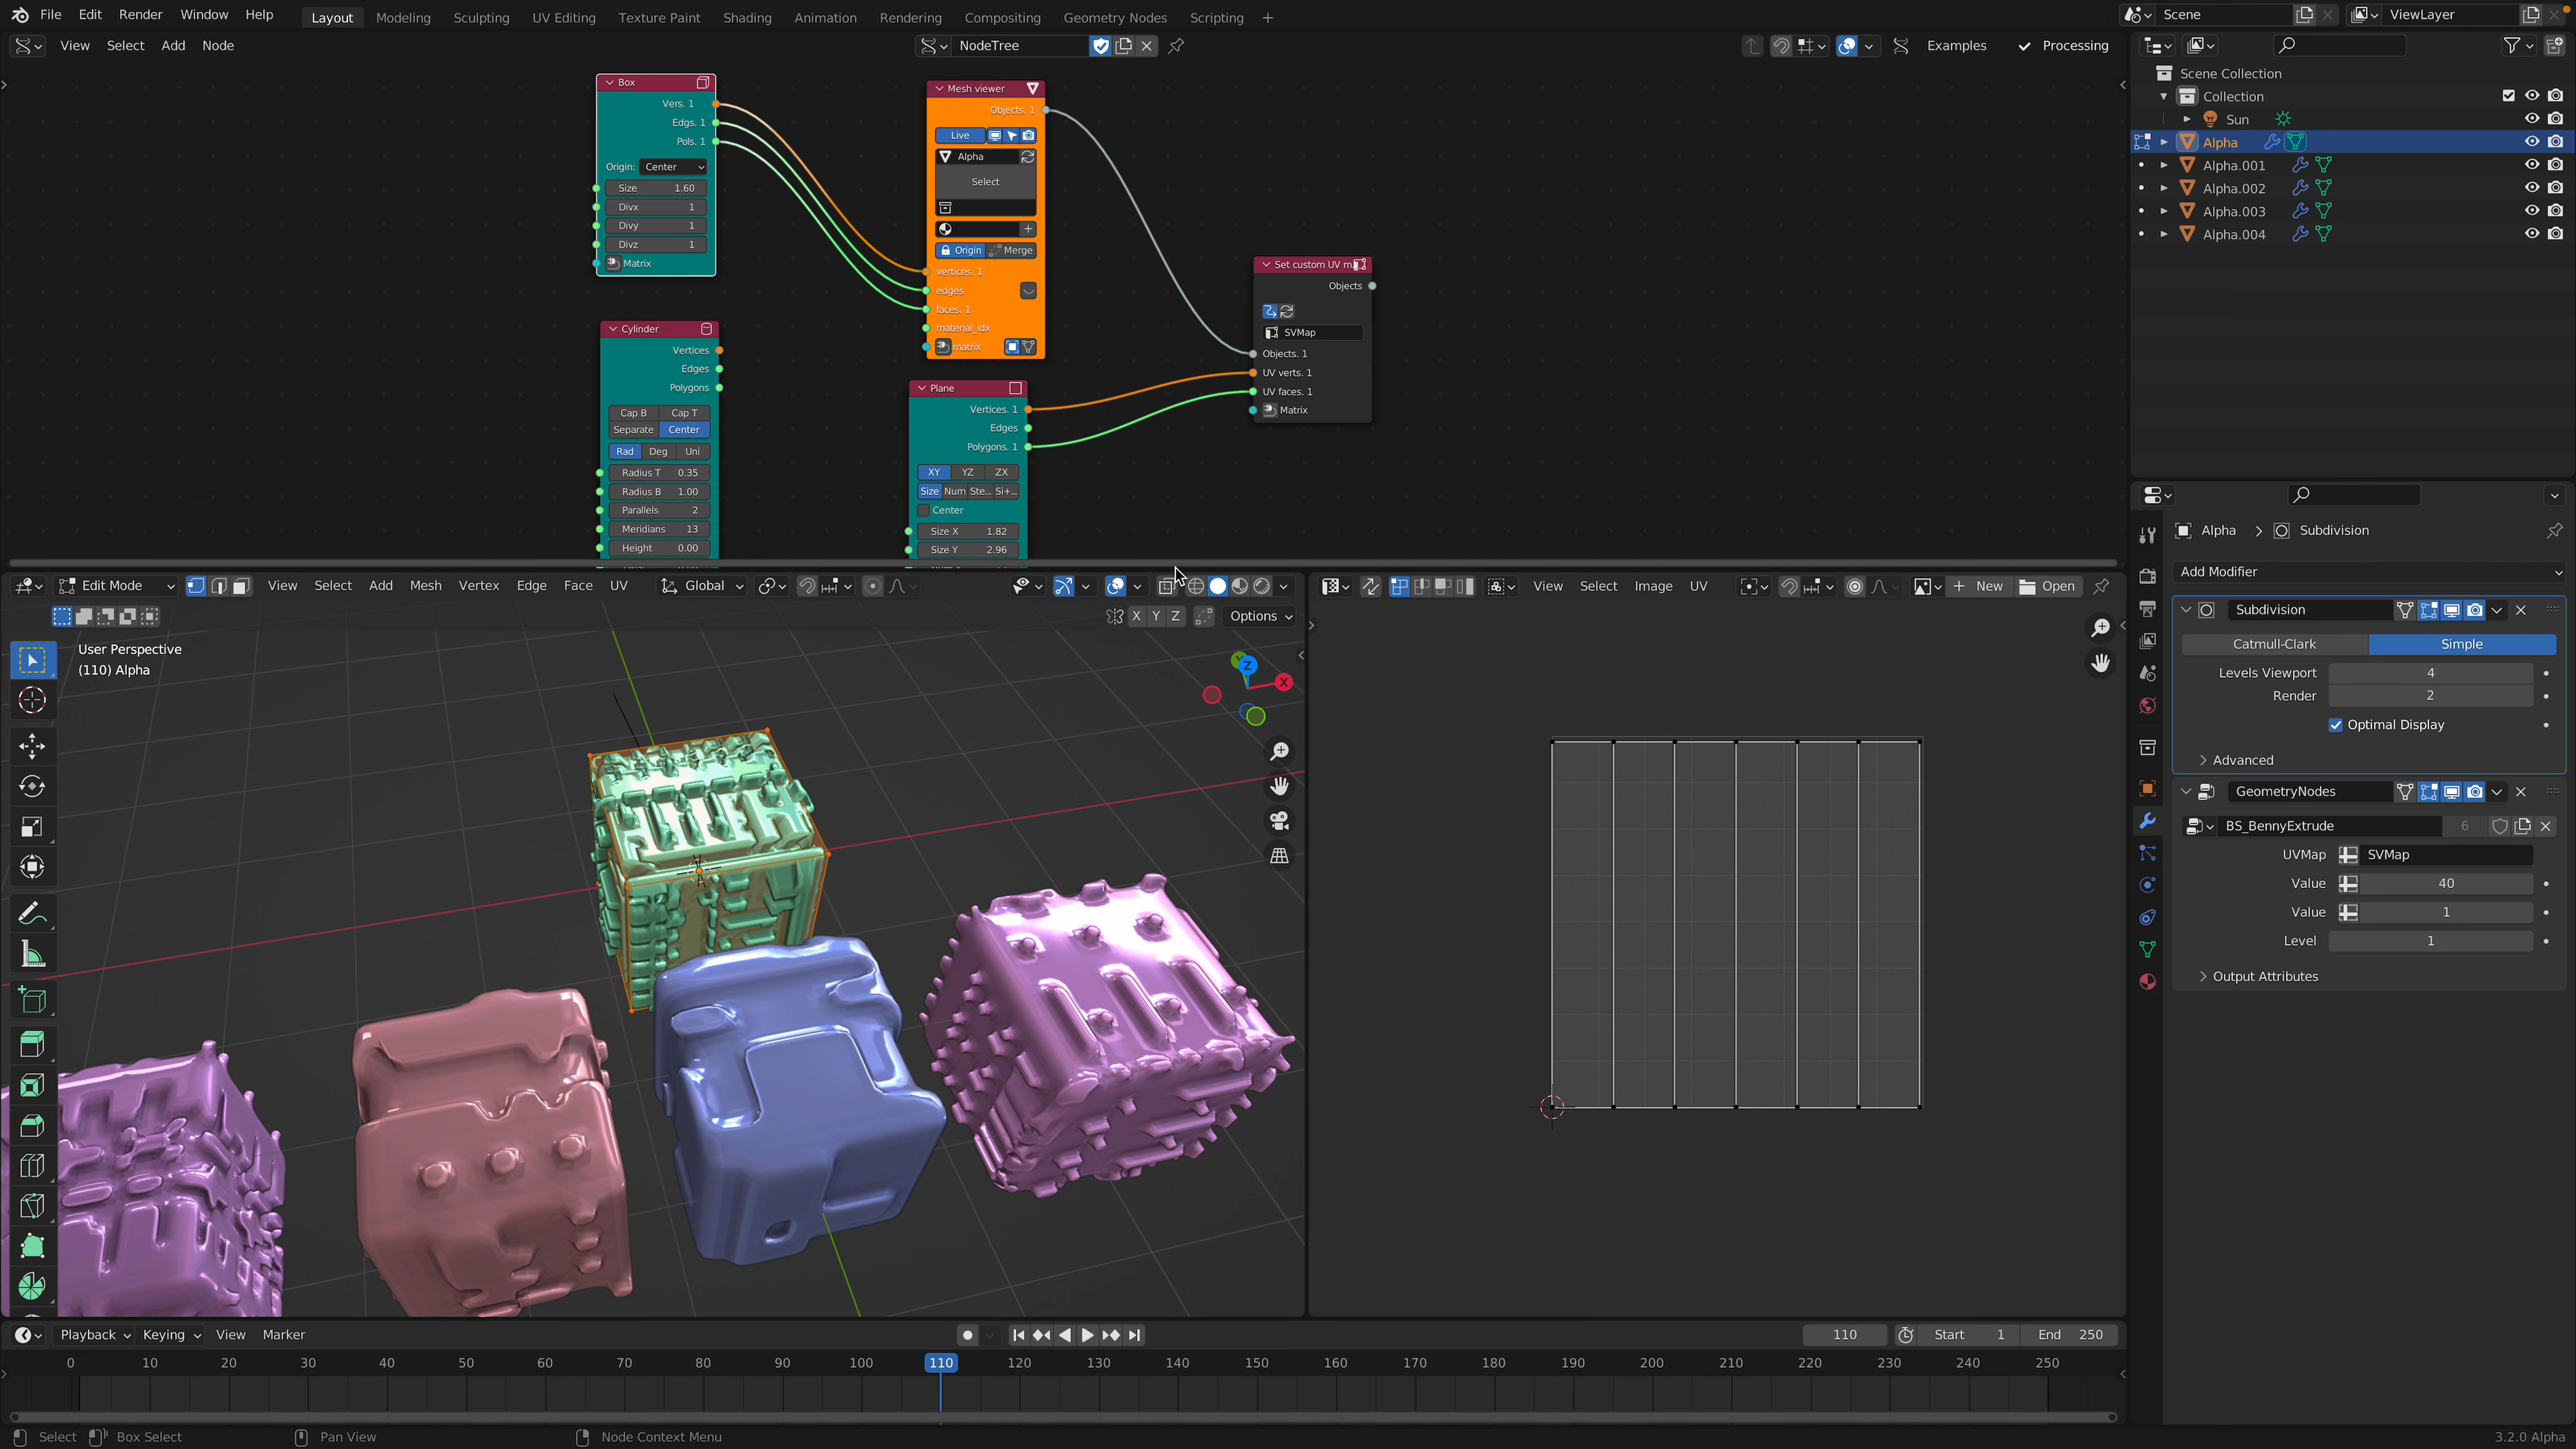 File Edit Render Window Help Layout Modeling Sculpting UV Editing Texture Paint Shading Animation Rendering Compositing Geometry Nodes Scripting + Scene ViewLayer
View Select Add Node NodeTree Examples Processing
Scene Collection
Collection
Sun
Alpha
Alpha.001
Alpha.002
Alpha.003
Alpha.004
Box
Vers. 1
Edgs. 1
Pols. 1
Origin: Center
Size 1.60
Divx 1
Divy 1
Divz 1
Matrix
Mesh viewer
Objects. 1
Live
Alpha
Select
Origin Merge
vertices. 1
edges
faces. 1
material_idx
matrix
Set custom UV m
Objects
SVMap
Objects. 1
UV verts. 1
UV faces. 1
Matrix
Cylinder
Vertices
Edges
Polygons
Cap B Cap T
Separate Center
Rad Deg Uni
Radius T 0.35
Radius B 1.00
Parallels 2
Meridians 13
Height 0.00
Plane
Vertices. 1
Edges
Polygons. 1
XY YZ ZX
Size Num Ste... Si+...
Center
Size X 1.82
Size Y 2.96
Edit Mode View Select Add Mesh Vertex Edge Face UV Global
X Y Z Options
User Perspective
(110) Alpha
Z
X
View Select Image UV + New Open
Alpha > Subdivision
Add Modifier
Subdivision
Catmull-Clark Simple
Levels Viewport 4
Render 2
Optimal Display
Advanced
GeometryNodes
BS_BennyExtrude 6
UVMap SVMap
Value 40
Value 1
Level 1
Output Attributes
Playback Keying View Marker 110 Start 1 End 250
0 10 20 30 40 50 60 70 80 90 100 110 120 130 140 150 160 170 180 190 200 210 220 230 240 250
Select Box Select Pan View Node Context Menu 3.2.0 Alpha